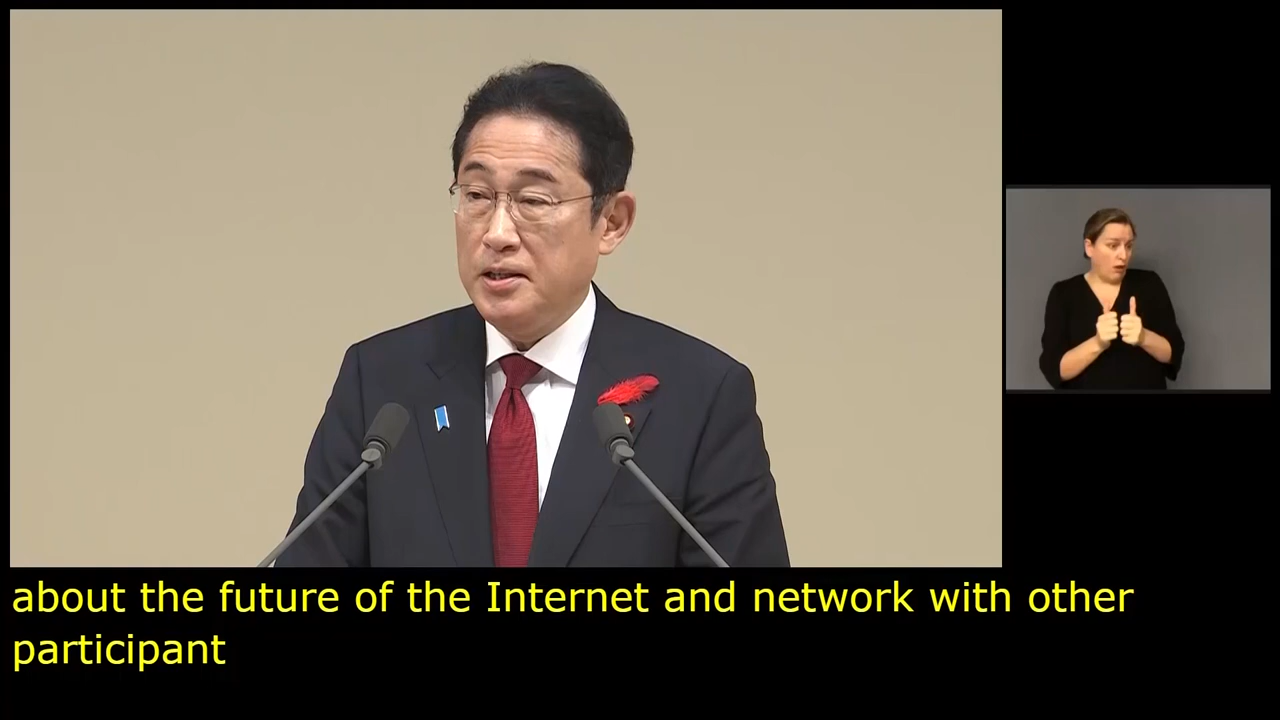 about the future of the Internet and network with other
participant